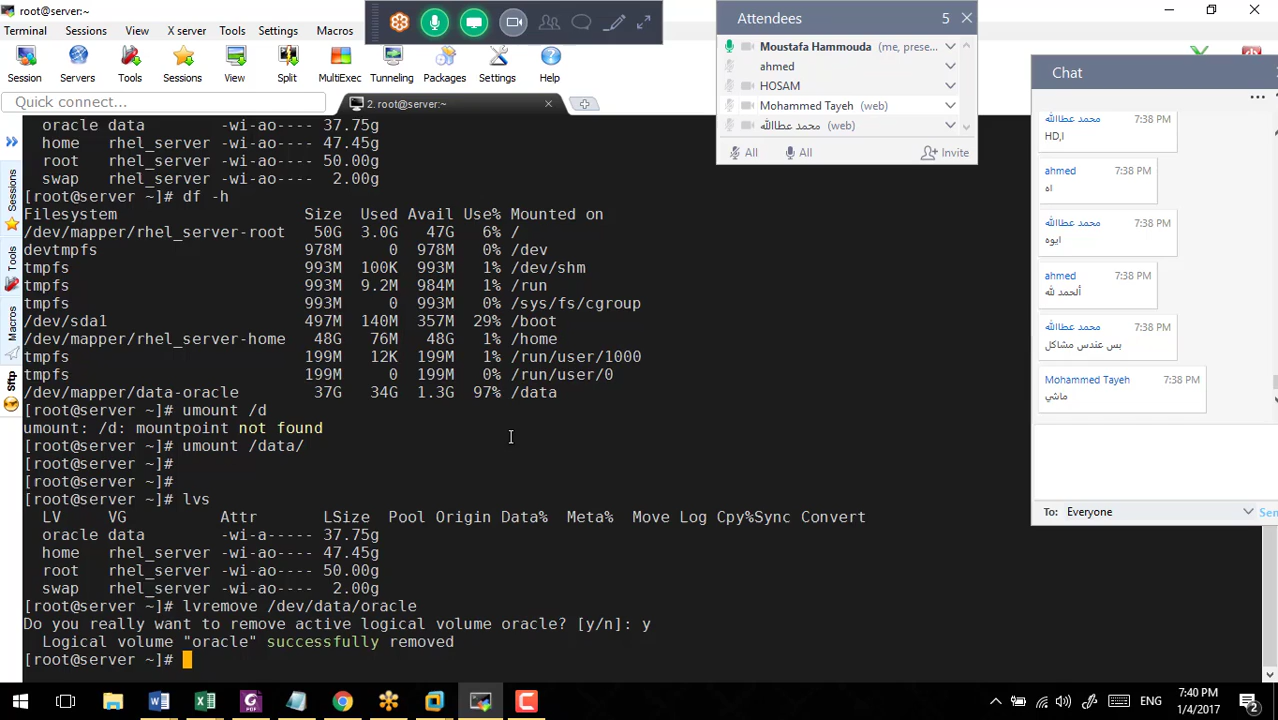 root@server:~
Terminal Sessions View X server Tools Settings Macros
Session Servers Tools Sessions View Split MultiExec Tunneling Packages Settings Help
Quick connect...
2. root@server:~
Sessions
Tools
Macros
Sftp
oracle data -wi-ao---- 37.75g
home rhel_server -wi-ao---- 47.45g
root rhel_server -wi-ao---- 50.00g
swap rhel_server -wi-ao---- 2.00g
[root@server ~]# df -h
Filesystem Size Used Avail Use% Mounted on
/dev/mapper/rhel_server-root 50G 3.0G 47G 6% /
devtmpfs 978M 0 978M 0% /dev
tmpfs 993M 100K 993M 1% /dev/shm
tmpfs 993M 9.2M 984M 1% /run
tmpfs 993M 0 993M 0% /sys/fs/cgroup
/dev/sda1 497M 140M 357M 29% /boot
/dev/mapper/rhel_server-home 48G 76M 48G 1% /home
tmpfs 199M 12K 199M 1% /run/user/1000
tmpfs 199M 0 199M 0% /run/user/0
/dev/mapper/data-oracle 37G 34G 1.3G 97% /data
[root@server ~]# umount /d
umount: /d: mountpoint not found
[root@server ~]# umount /data/
[root@server ~]#
[root@server ~]#
[root@server ~]# lvs
LV VG Attr LSize Pool Origin Data% Meta% Move Log Cpy%Sync Convert
oracle data -wi-a----- 37.75g
home rhel_server -wi-ao---- 47.45g
root rhel_server -wi-ao---- 50.00g
swap rhel_server -wi-ao---- 2.00g
[root@server ~]# lvremove /dev/data/oracle
Do you really want to remove active logical volume oracle? [y/n]: y
Logical volume "oracle" successfully removed
[root@server ~]#
Attendees 5
Moustafa Hammouda (me, prese...
ahmed
HOSAM
Mohammed Tayeh (web)
محمد عطاالله (web)
All All Invite
Chat
...
محمد عطاالله 7:38 PM
ا,HD
ahmed 7:38 PM
اه
محمد عطاالله 7:38 PM
ايوه
ahmed 7:38 PM
ألحمد لله
محمد عطاالله 7:38 PM
بس عندس مشاكل
Mohammed Tayeh 7:38 PM
ماشي
To: Everyone Sen
ENG
7:40 PM
1/4/2017
2